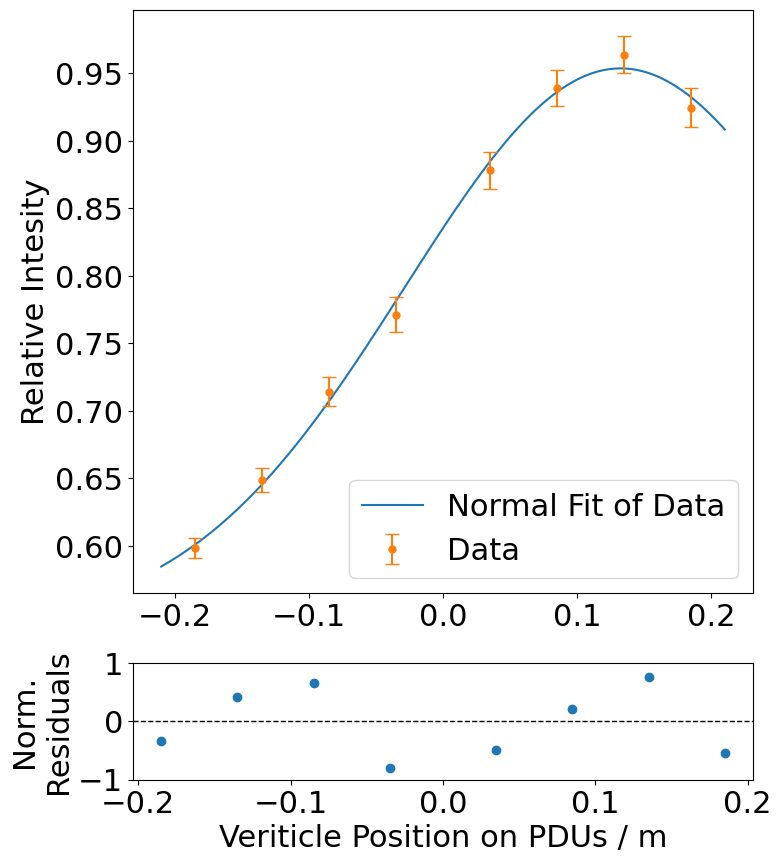 Relative Intesity
0.95
0.90
0.85
0.80
0.75
0.70
0.65
0.60
Normal Fit of Data
Data
−0.2 −0.1 0.0 0.1 0.2
Norm.
Residuals
1
0
−1
−0.2 −0.1 0.0 0.1 0.2
Veriticle Position on PDUs / m